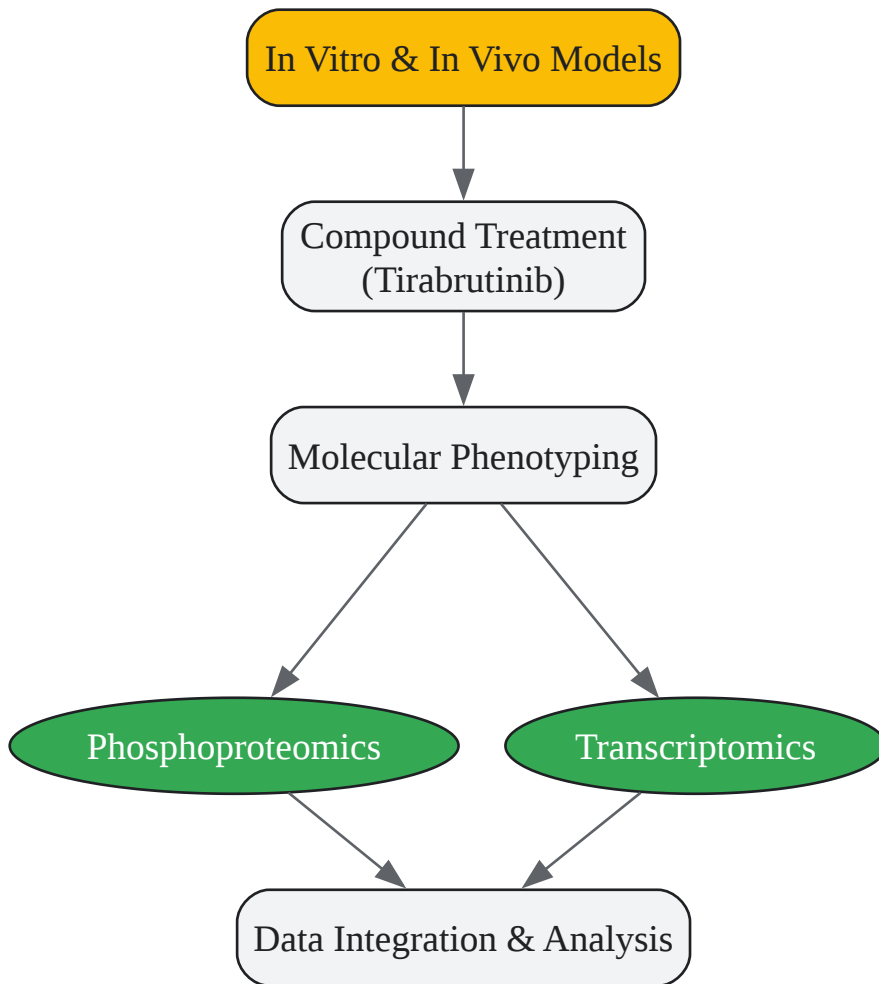 In Vitro & In Vivo Models
Compound Treatment
(Tirabrutinib)
Molecular Phenotyping
Phosphoproteomics
Transcriptomics
Data Integration & Analysis